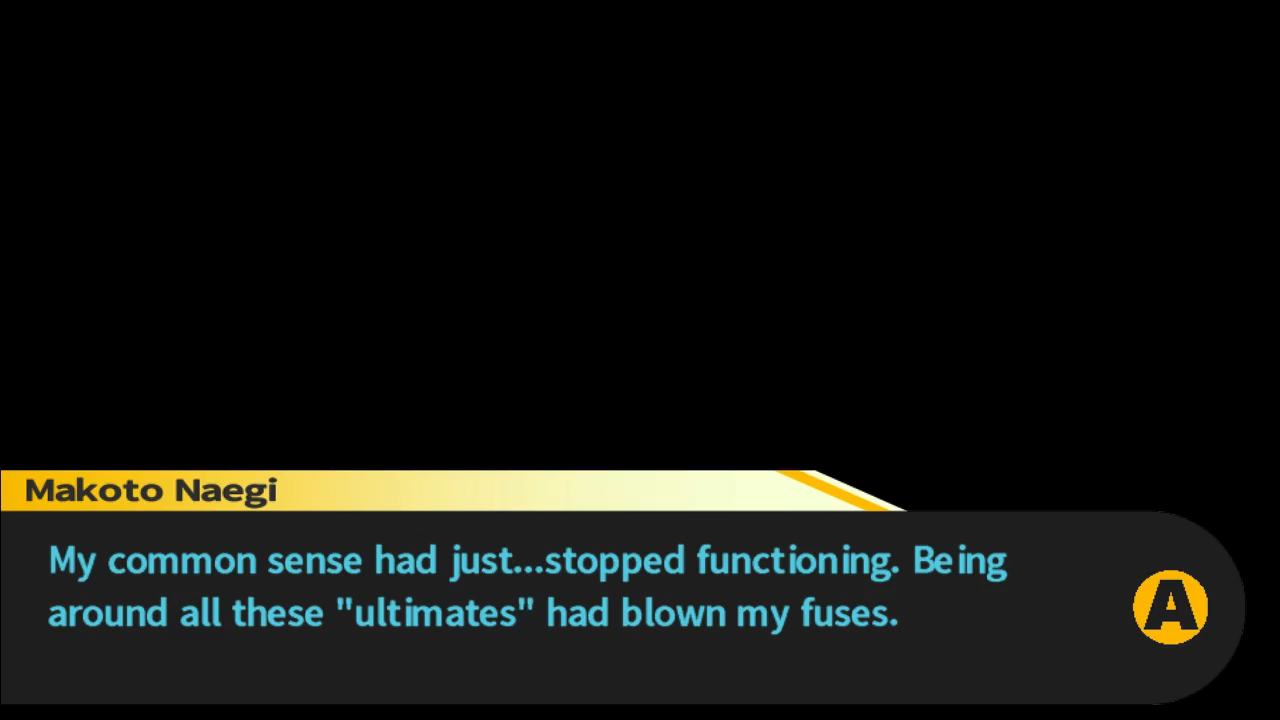 Makoto Naegi
My common sense had just...stopped functioning. Being
around all these "ultimates" had blown my fuses.
A